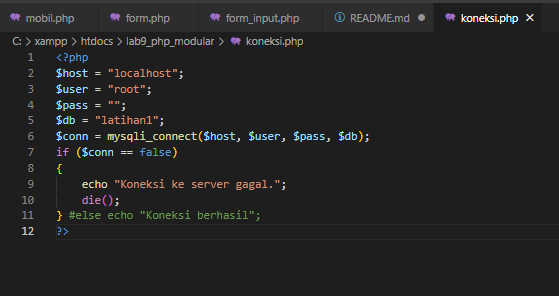 mobil.php form.php form_input.php README.md koneksi.php
C: > xampp > htdocs > lab9_php_modular > koneksi.php
1 <?php
2 $host = "localhost";
3 $user = "root";
4 $pass = "";
5 $db = "latihan1";
6 $conn = mysqli_connect($host, $user, $pass, $db);
7 if ($conn == false)
8 {
9     echo "Koneksi ke server gagal.";
10     die();
11 } #else echo "Koneksi berhasil";
12 ?>